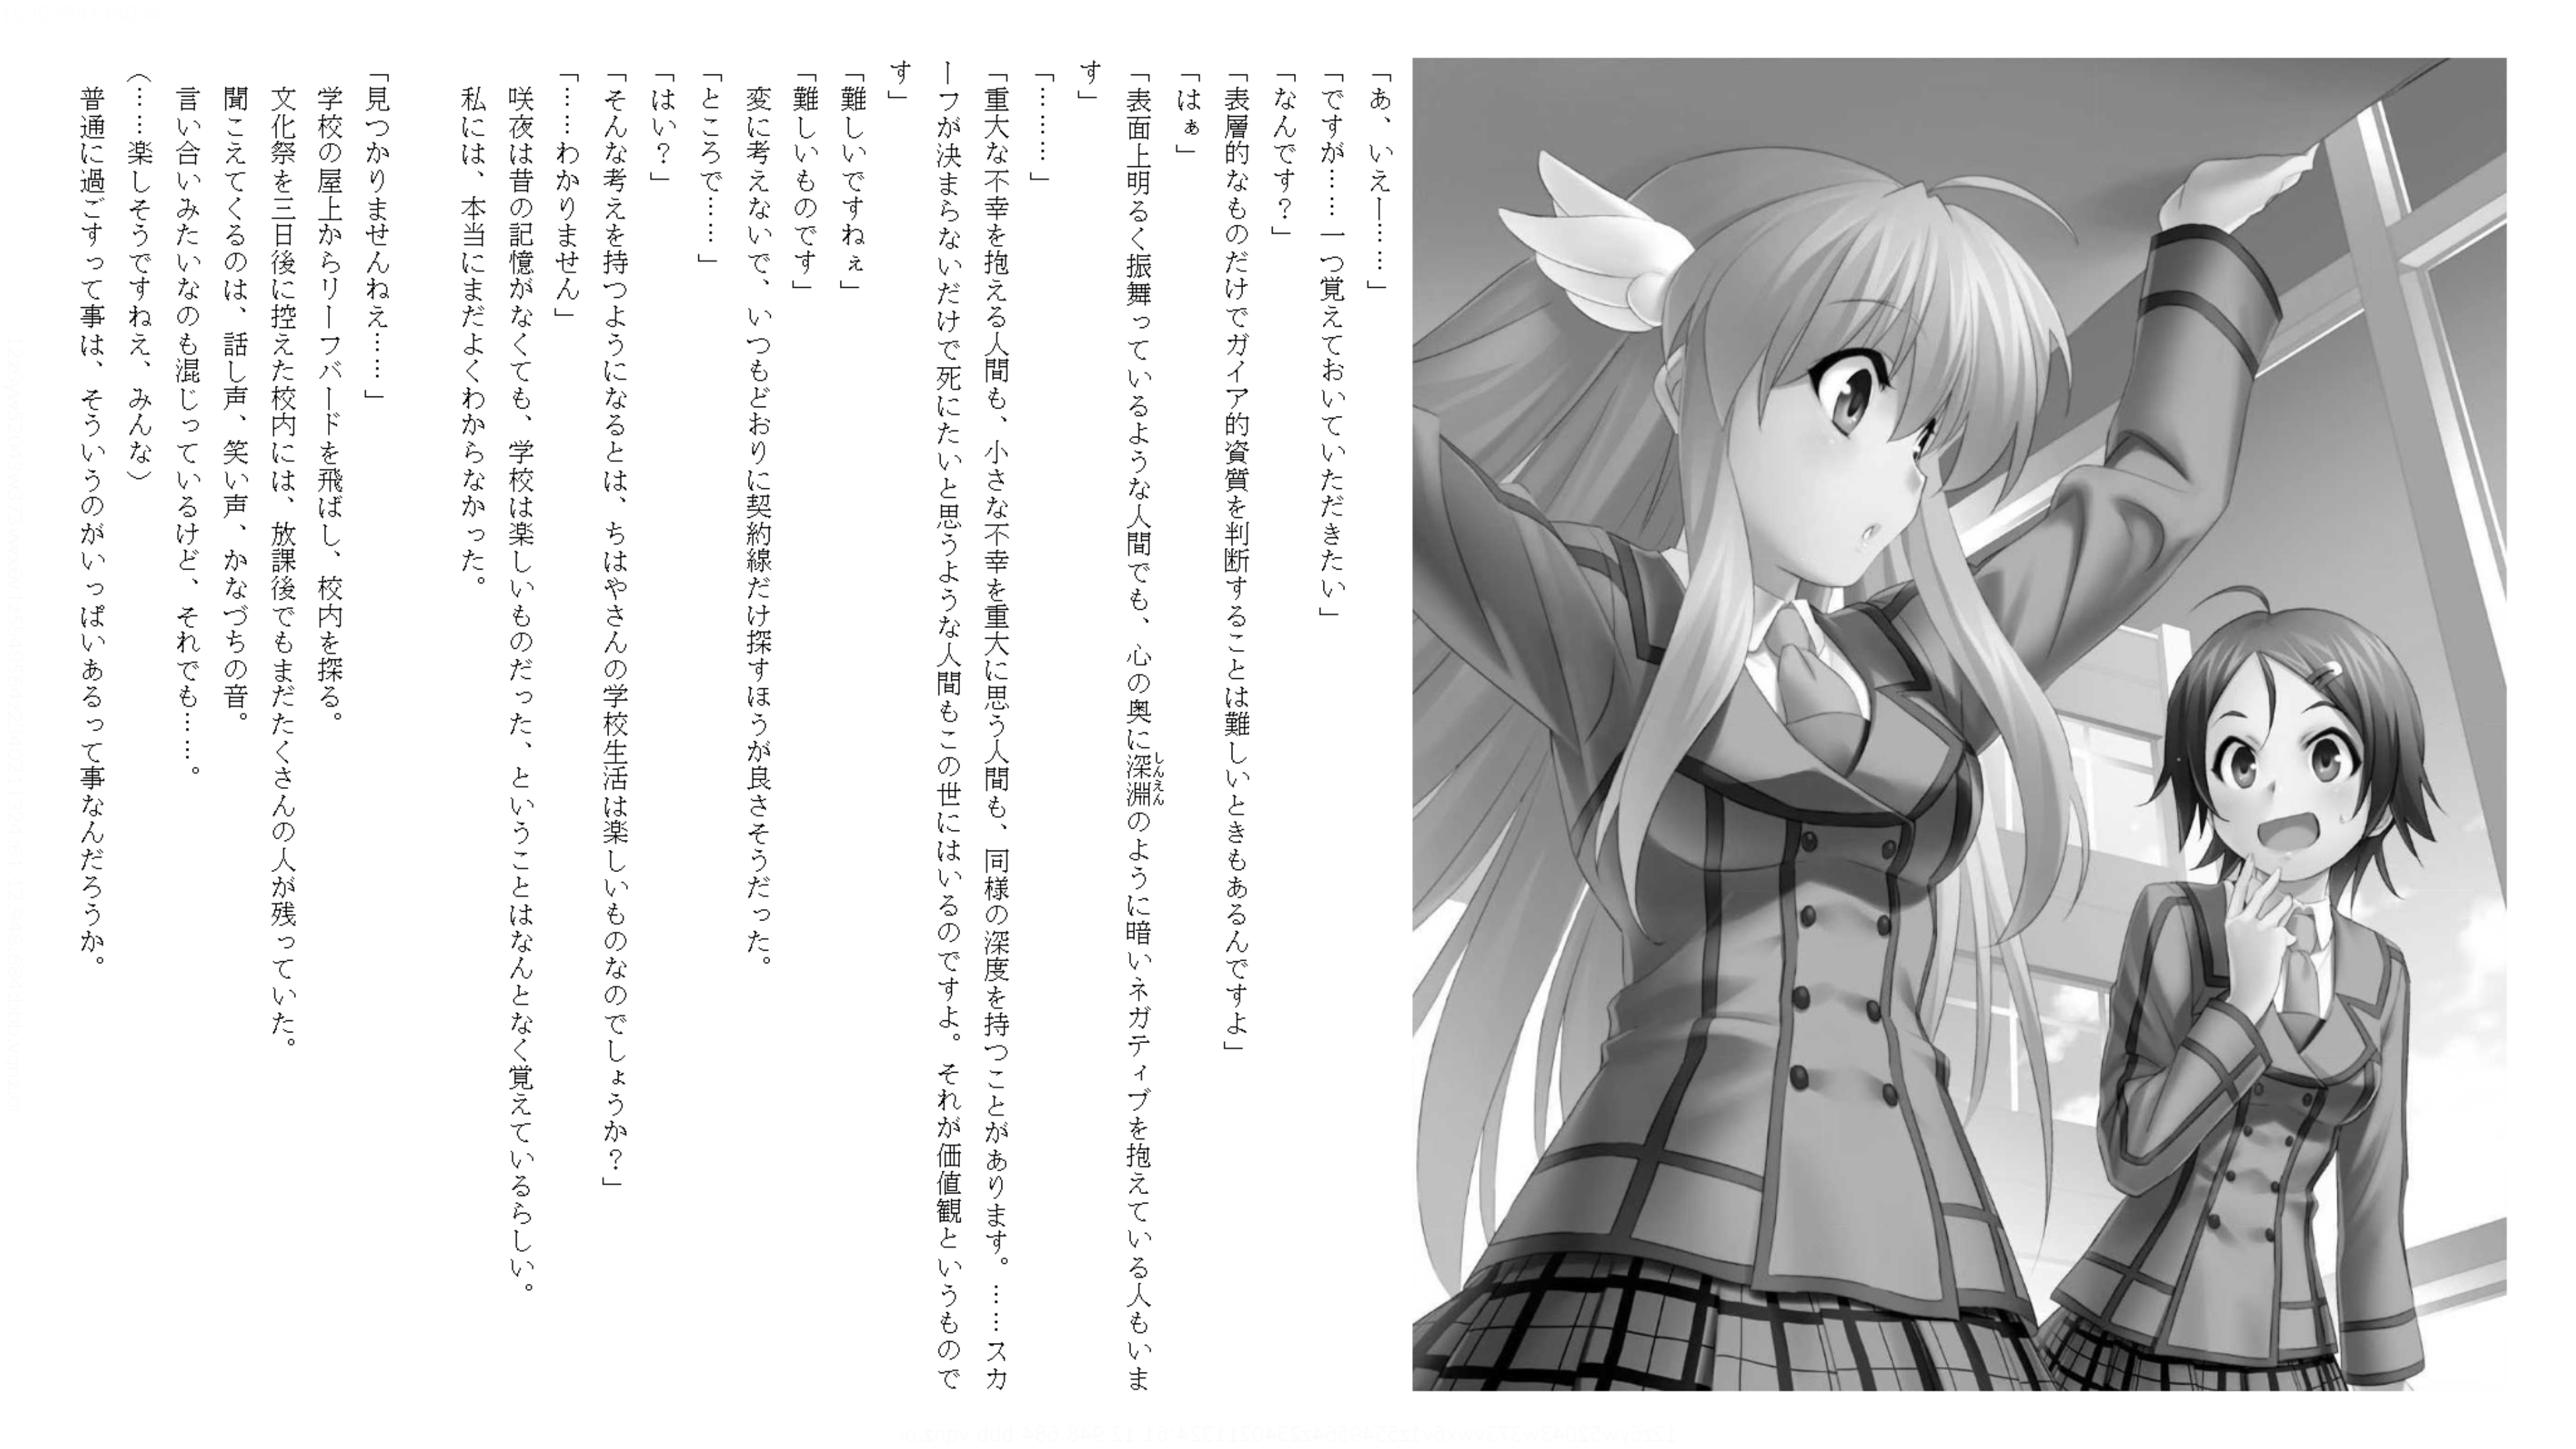 「あ、いえー……」
「ですが……一つ覚えておいていただきたい」
「なんです？」
「表層的なものだけでガイア的資質を判断することは難しいときもあるんですよ」
「はぁ」
「表面上明るく振舞っているような人間でも、心の奥に深淵のように暗いネガティブを抱えている人もいま
しんえん
す」
「………」
「重大な不幸を抱える人間も、小さな不幸を重大に思う人間も、同様の深度を持つことがあります。……スカ
ーフが決まらないだけで死にたいと思うような人間もこの世にはいるのですよ。それが価値観というもので
す」
「難しいですねぇ」
「難しいものです」
変に考えないで、いつもどおりに契約線だけ探すほうが良さそうだった。
「ところで……」
「はい？」
「そんな考えを持つようになるとは、ちはやさんの学校生活は楽しいものなのでしょうか？」
「……わかりません」
咲夜は昔の記憶がなくても、学校は楽しいものだった、ということはなんとなく覚えているらしい。
私には、本当にまだよくわからなかった。
「見つかりませんねえ……」
学校の屋上からリーフバードを飛ばし、校内を探る。
文化祭を三日後に控えた校内には、放課後でもまだたくさんの人が残っていた。
聞こえてくるのは、話し声、笑い声、かなづちの音。
言い合いみたいなのも混じっているけど、それでも……。
（……楽しそうですねえ、みんな）
普通に過ごすって事は、そういうのがいっぱいあるって事なんだろうか。